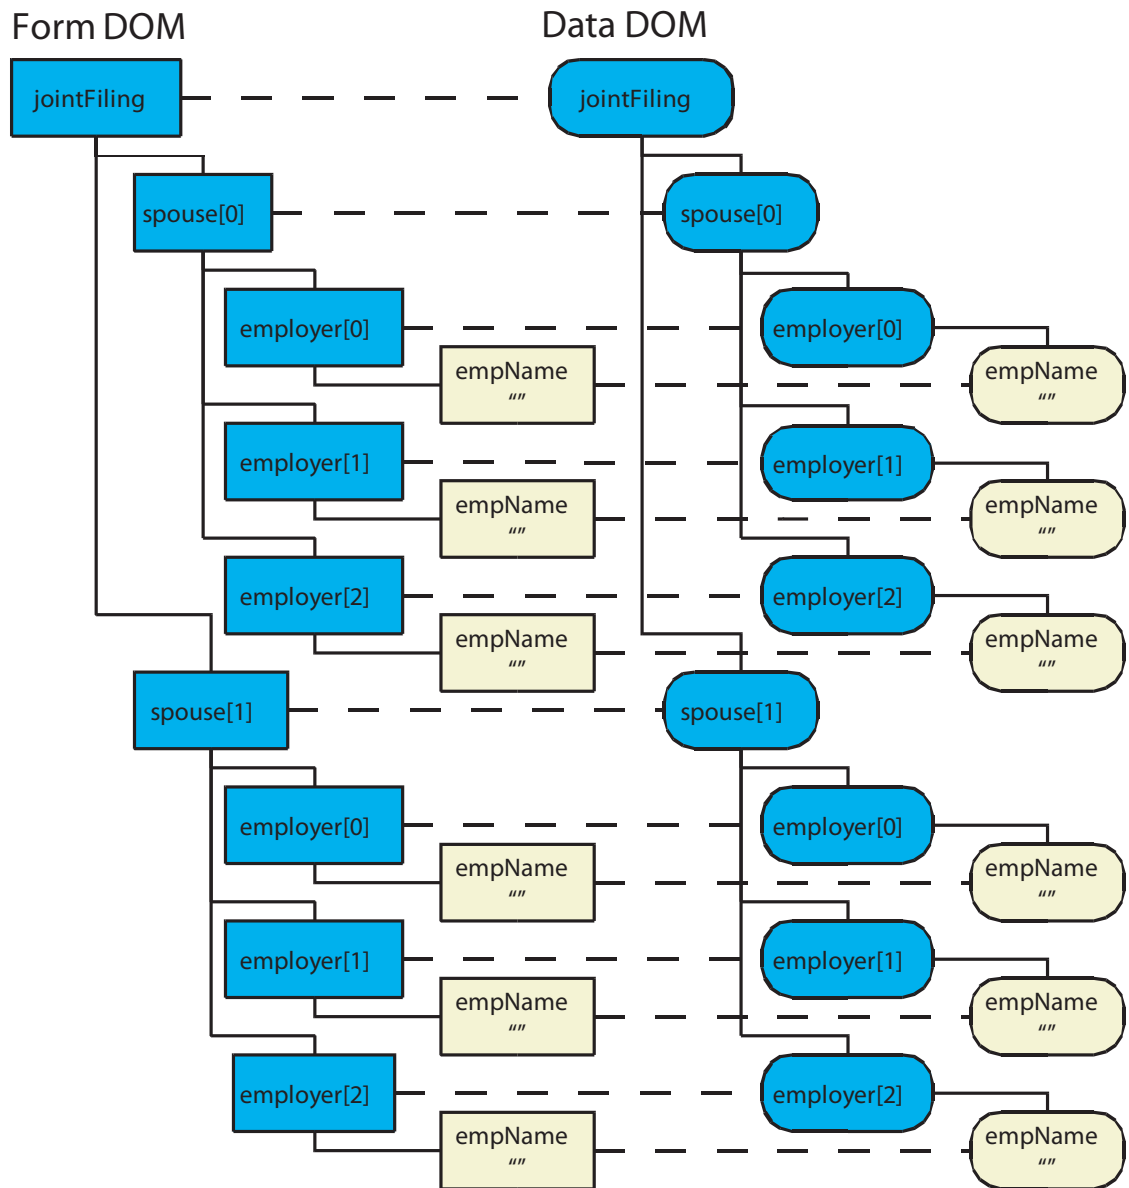 Form DOM
Data DOM
jointFiling
jointFiling
spouse[0]
spouse[0]
employer[0]
employer[0]
empName
“”
empName
“”
employer[1]
employer[1]
empName
“”
empName
“”
employer[2]
employer[2]
empName
“”
empName
“”
spouse[1]
spouse[1]
employer[0]
employer[0]
empName
“”
empName
“”
employer[1]
employer[1]
empName
“”
empName
“”
employer[2]
employer[2]
empName
“”
empName
“”